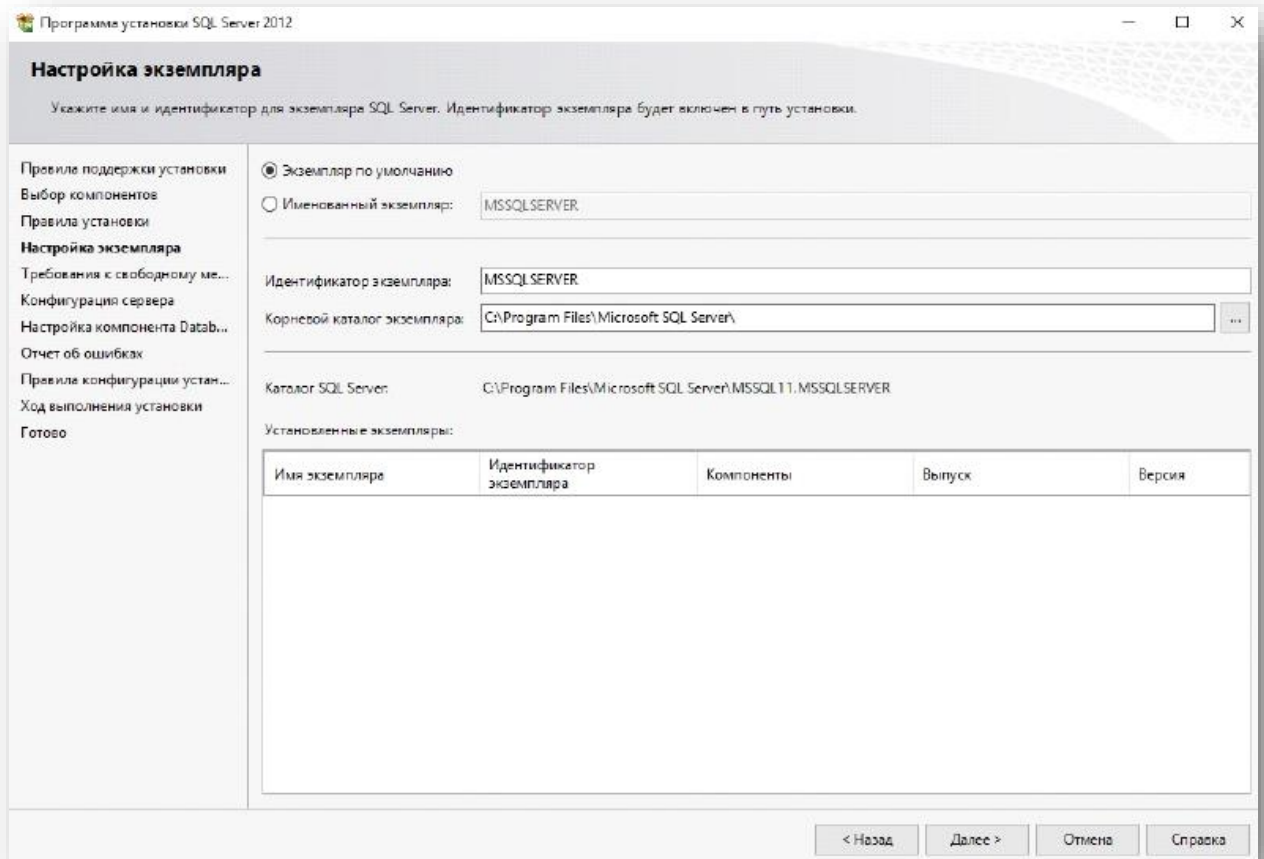 Программа установки SQL Server 2012
Настройка экземпляра
Укажите имя и идентификатор для экземпляра SQL Server. Идентификатор экземпляра будет включен в путь установки.
Правила поддержки установки
Выбор компонентов
Правила установки
Настройка экземпляра
Требования к свободному ме...
Конфигурация сервера
Настройка компонента Datab...
Отчет об ошибках
Правила конфигурации устан...
Ход выполнения установки
Готово
Экземпляр по умолчанию
Именованный экземпляр: MSSQLSERVER
Идентификатор экземпляра: MSSQLSERVER
Корневой каталог экземпляра: C:\Program Files\Microsoft SQL Server\ ...
Каталог SQL Server: C:\Program Files\Microsoft SQL Server\MSSQL11.MSSQLSERVER
Установленные экземпляры:
Имя экземпляра
Идентификатор
экземпляра
Компоненты
Выпуск
Версия
< Назад
Далее >
Отмена
Справка